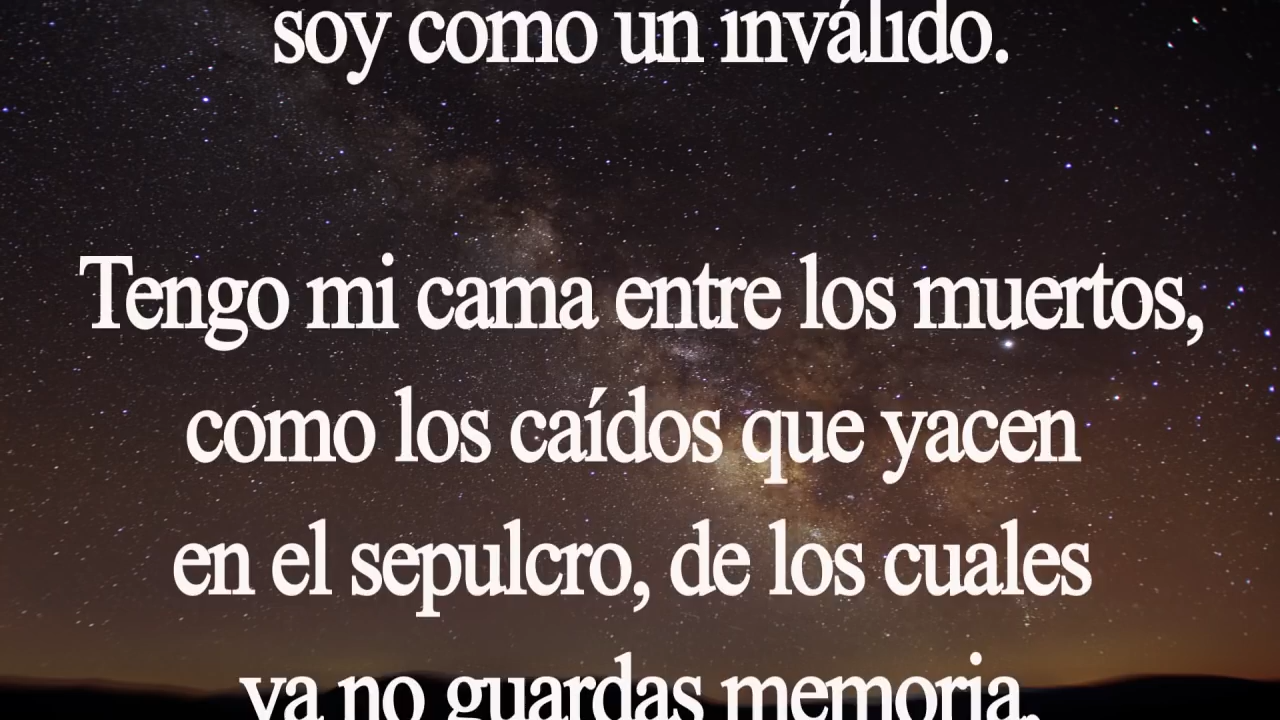 soy como un inválido.
Tengo mi cama entre los muertos,
como los caídos que yacen
en el sepulcro, de los cuales
ya no guardas memoria,